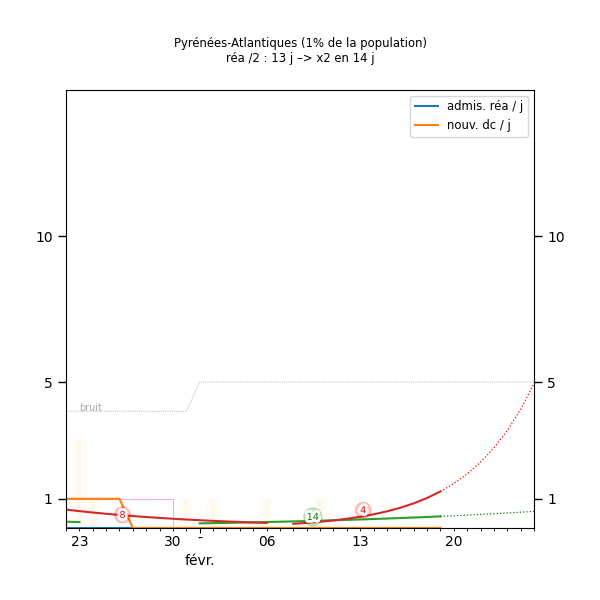 Pyrénées-Atlantiques (1% de la population)
réa /2 : 13 j –> x2 en 14 j
admis. réa / j
nouv. dc / j
10 10
5 5
bruit
1 1
8 14 4
23 30 - 06 13 20
févr.